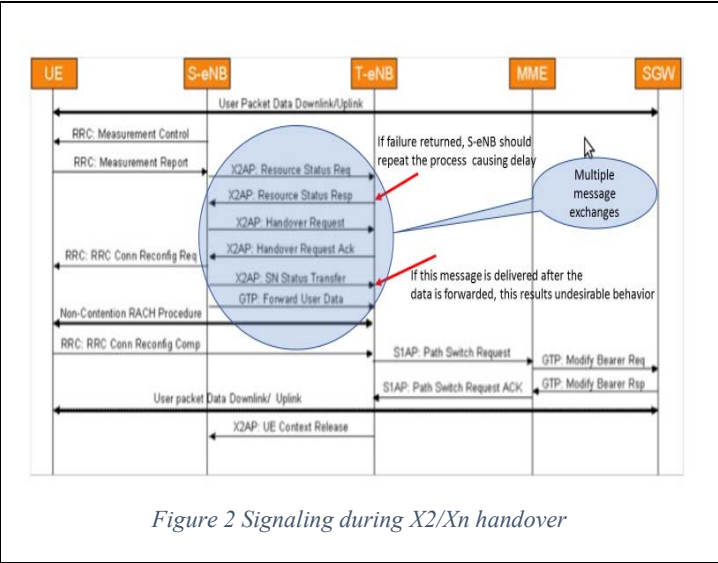 UE
S-eNB
T-eNB
MME
SGW
User Packet Data Downlink/Uplink
RRC: Measurement Control
If failure returned, S-eNB should
repeat the process causing delay
RRC: Measurement Report
X2AP: Resource Status Req
Multiple
message
exchanges
X2AP: Resource Status Resp
X2AP: Handover Request
X2AP: Handover Request Ack
RRC: RRC Conn Reconfig Req
X2AP: SN Status Transfer
If this message is delivered after the
data is forwarded, this results undesirable behavior
GTP: Forward User Data
Non-Contention RACH Procedure
RRC: RRC Conn Reconfig Comp
S1AP: Path Switch Request
GTP: Modify Bearer Req
S1AP: Path Switch Request ACK
GTP: Modify Bearer Rsp
User packet Data Downlink/ Uplink
X2AP: UE Context Release
Figure 2 Signaling during X2/Xn handover